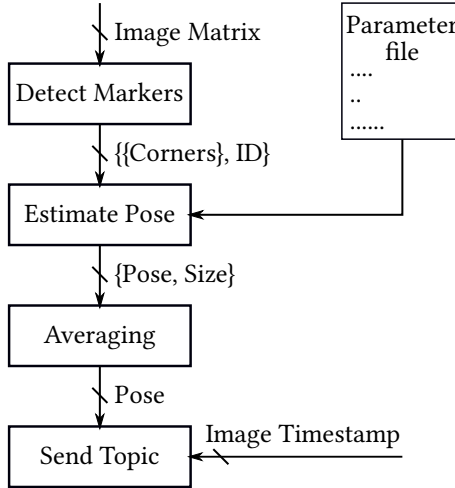 Image Matrix
Parameter
file
....
..
......
Detect Markers
{{Corners}, ID}
Estimate Pose
{Pose, Size}
Averaging
Pose
Image Timestamp
Send Topic